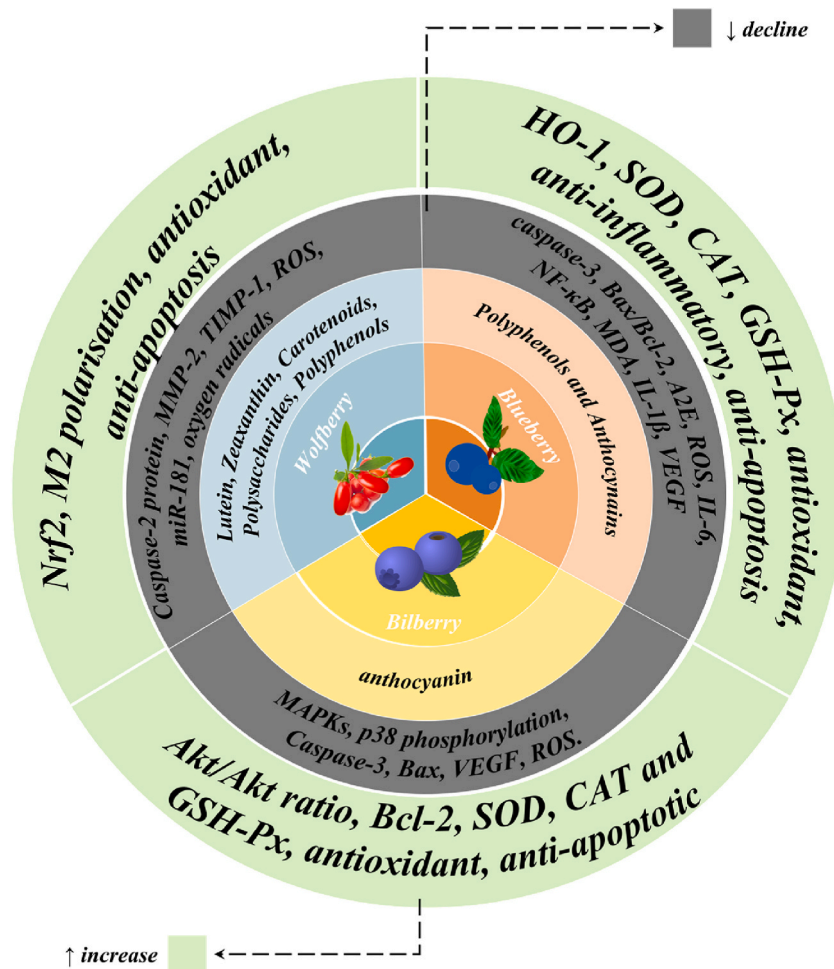 ↓ decline
Nrf2, M2 polarisation, antioxidant,
anti-apoptosis
HO-1, SOD, CAT, GSH-Px, antioxidant,
anti-inflammatory, anti-apoptosis
Caspase-2 protein, MMP-2, TIMP-1, ROS,
miR-181, oxygen radicals
caspase-3, Bax/Bcl-2, A2E, ROS, IL-6,
NF-κB, MDA, IL-1β, VEGF
Lutein, Zeaxanthin, Carotenoids,
Polysaccharides, Polyphenols
Polyphenols and Anthocynains
Wolfberry
Blueberry
Bilberry
anthocyanin
MAPKs, p38 phosphorylation,
Caspase-3, Bax, VEGF, ROS.
Akt/Akt ratio, Bcl-2, SOD, CAT and
GSH-Px, antioxidant, anti-apoptotic
↑ increase